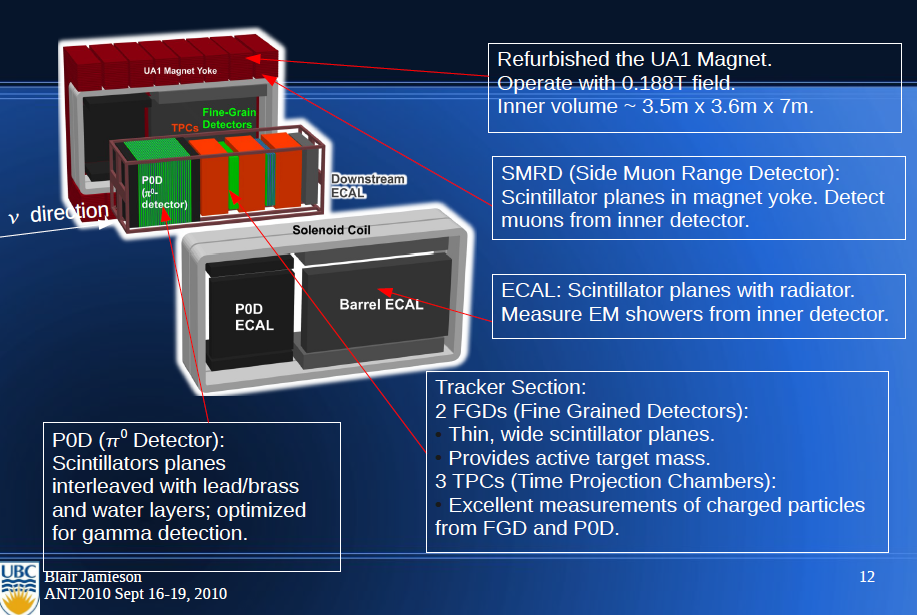 UA1 Magnet Yoke
Fine-Grain
TPCs Detectors
P0D
(π⁰-
detector)
Downstream
ECAL
ν direction
Solenoid Coil
P0D
ECAL
Barrel ECAL
Refurbished the UA1 Magnet.
Operate with 0.188T field.
Inner volume ~ 3.5m x 3.6m x 7m.
SMRD (Side Muon Range Detector):
Scintillator planes in magnet yoke. Detect
muons from inner detector.
ECAL: Scintillator planes with radiator.
Measure EM showers from inner detector.
Tracker Section:
2 FGDs (Fine Grained Detectors):
• Thin, wide scintillator planes.
• Provides active target mass.
3 TPCs (Time Projection Chambers):
• Excellent measurements of charged particles
from FGD and P0D.
P0D (π⁰ Detector):
Scintillators planes
interleaved with lead/brass
and water layers; optimized
for gamma detection.
UBC
Blair Jamieson
ANT2010 Sept 16-19, 2010
12